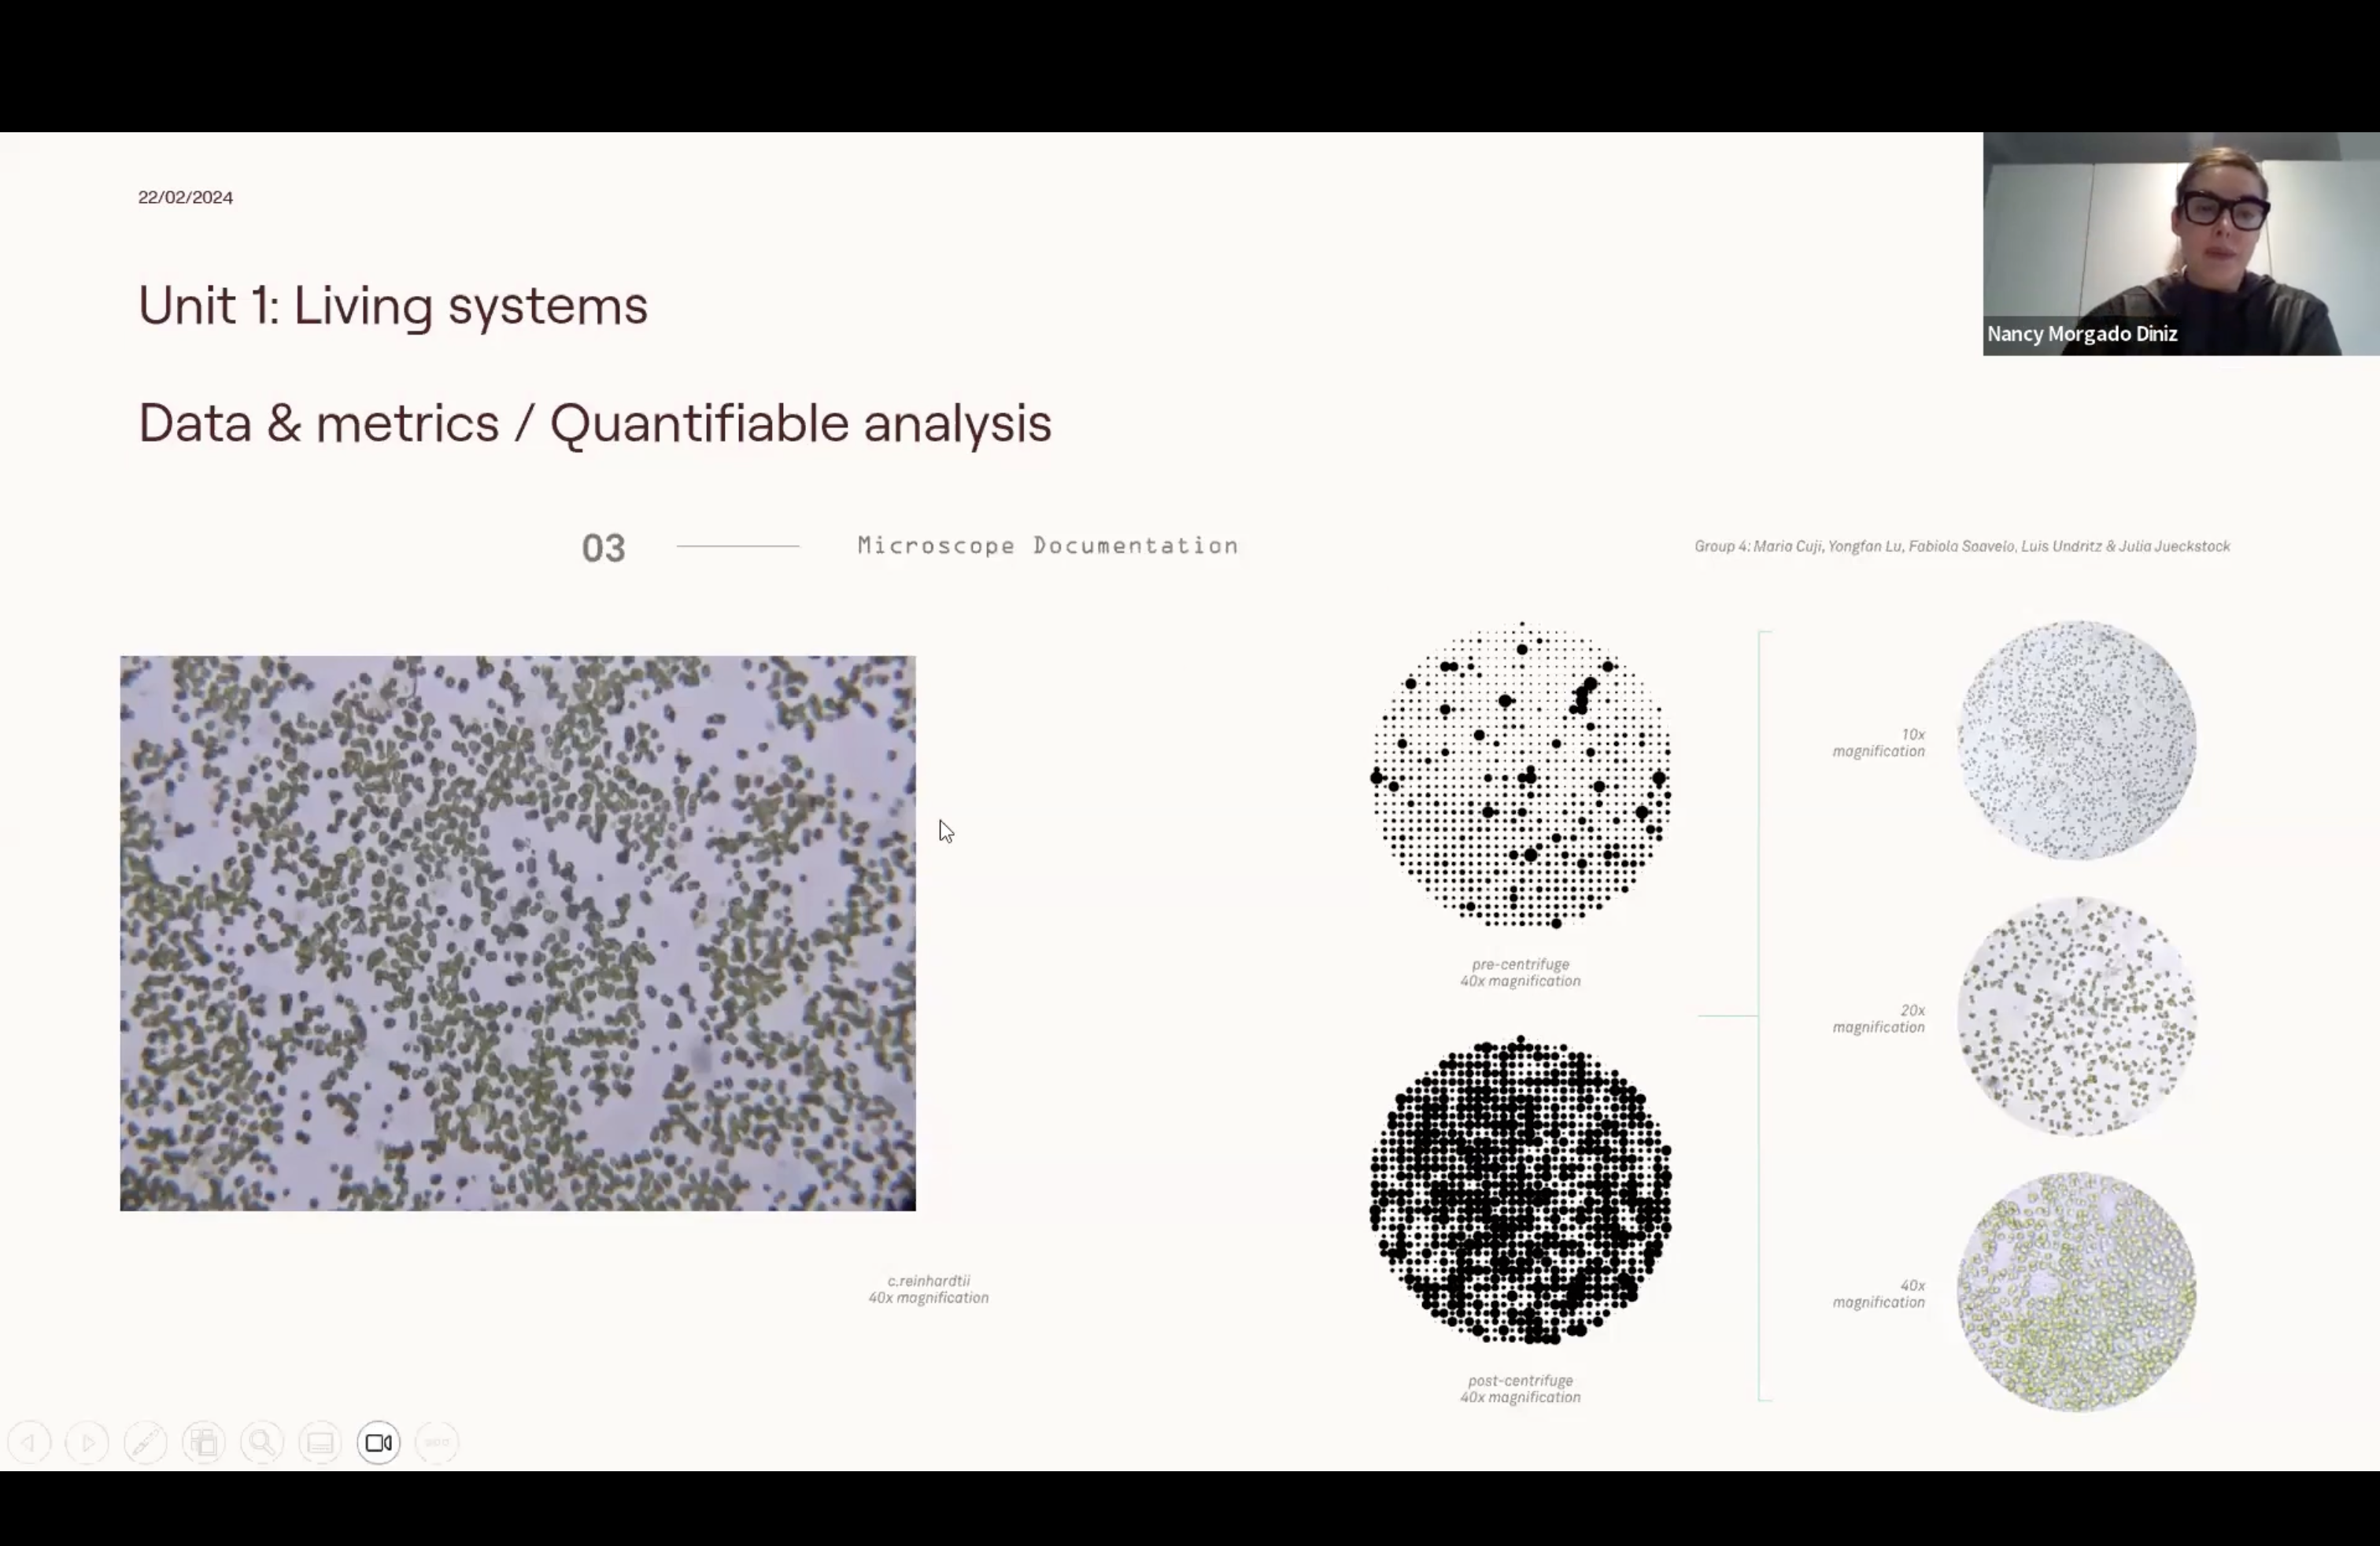 22/02/2024
Unit 1: Living systems
Data & metrics / Quantifiable analysis
Nancy Morgado Diniz
03
Microscope Documentation
Group 4: Mario Cuji, Yongfan Lu, Fabiola Soavelo, Luis Undritz & Julia Jueckstock
c.reinhardtii
40x magnification
pre-centrifuge
40x magnification
post-centrifuge
40x magnification
10x
magnification
20x
magnification
40x
magnification